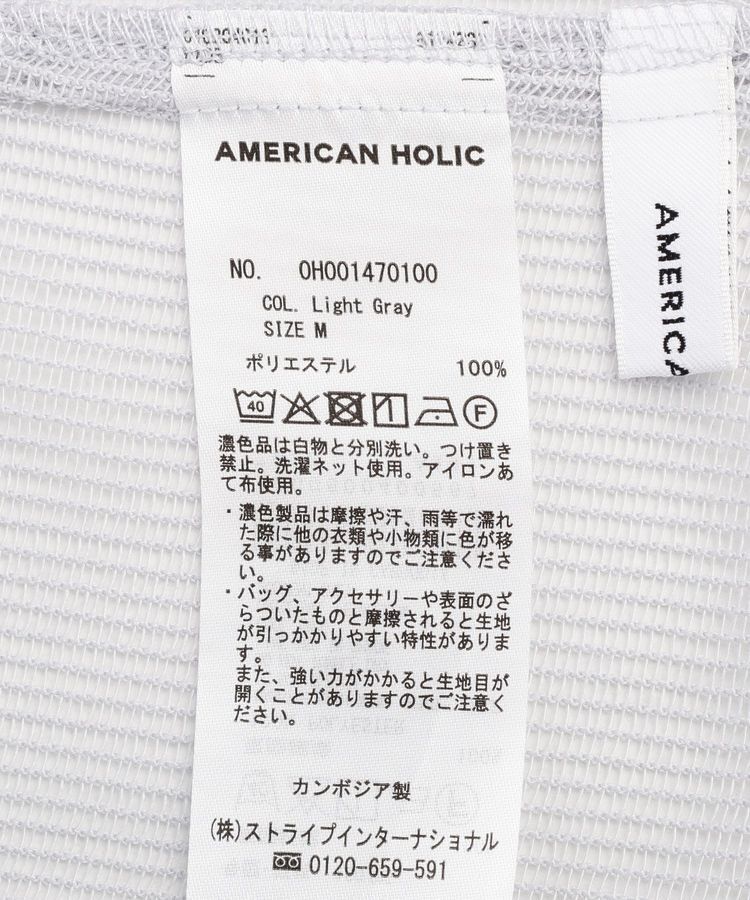 AMERICAN HOLIC
NO. 0H001470100
COL. Light Gray
SIZE M
ポリエステル 100%
40 F
濃色品は白物と分別洗い。つけ置き
禁止。洗濯ネット使用。アイロンあ
て布使用。
・濃色製品は摩擦や汗、雨等で濡れ
た際に他の衣類や小物類に色が移
る事がありますのでご注意くださ
い。
・バッグ、アクセサリーや表面のざ
らついたものと摩擦されると生地
が引っかかりやすい特性がありま
す。
また、強い力がかかると生地目が
開くことがありますのでご注意く
ださい。
カンボジア製
(株)ストライプインターナショナル
0120-659-591
AMERICA